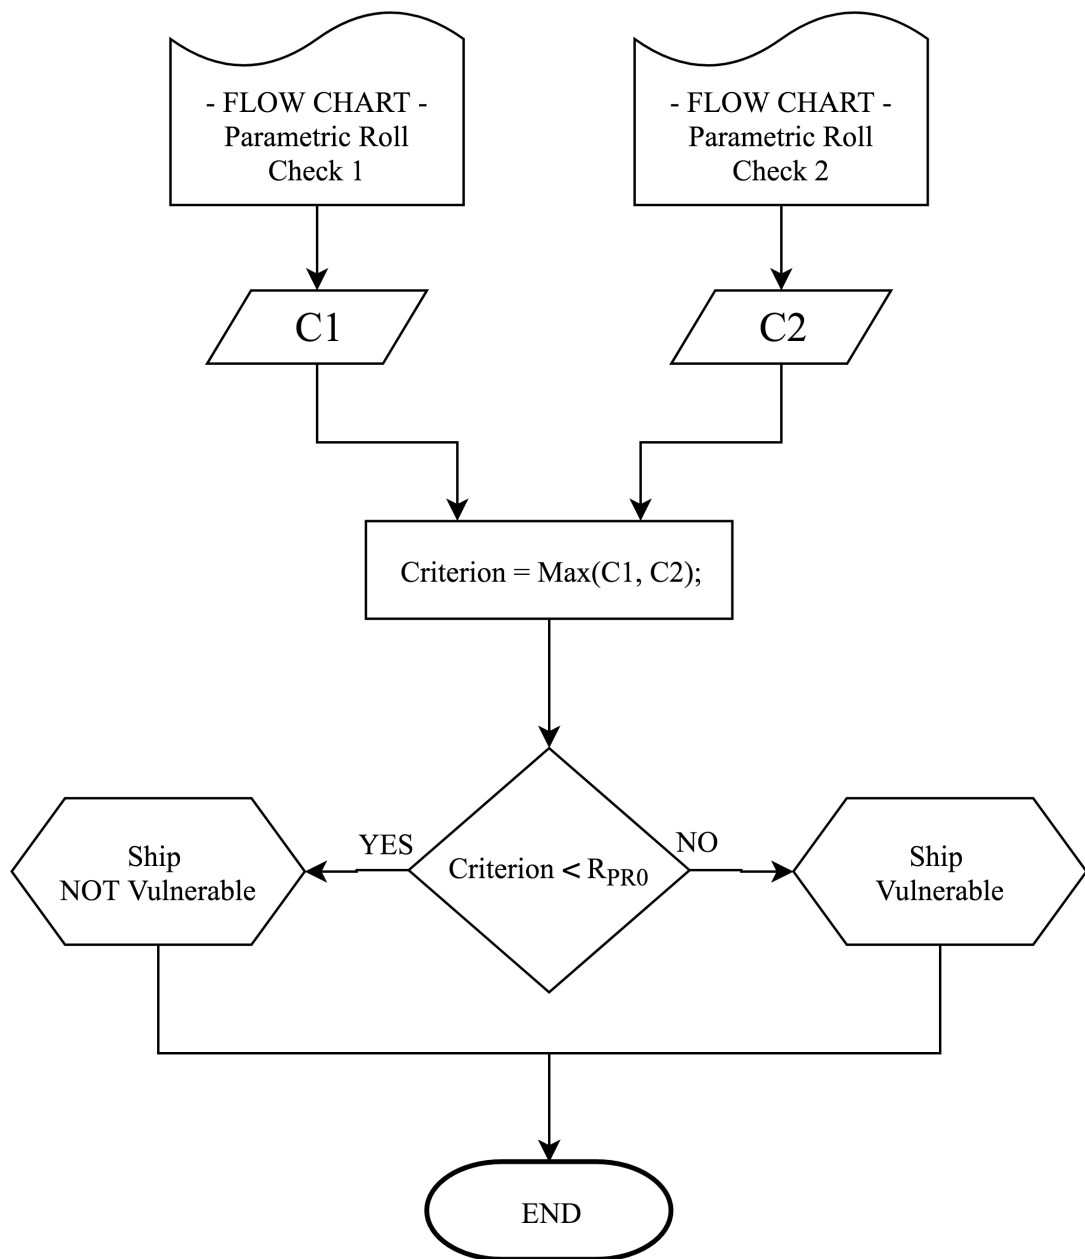 - FLOW CHART -
Parametric Roll
Check 1
- FLOW CHART -
Parametric Roll
Check 2
C1
C2
Criterion = Max(C1, C2);
YES
Criterion < RPR0
NO
Ship
NOT Vulnerable
Ship
Vulnerable
END